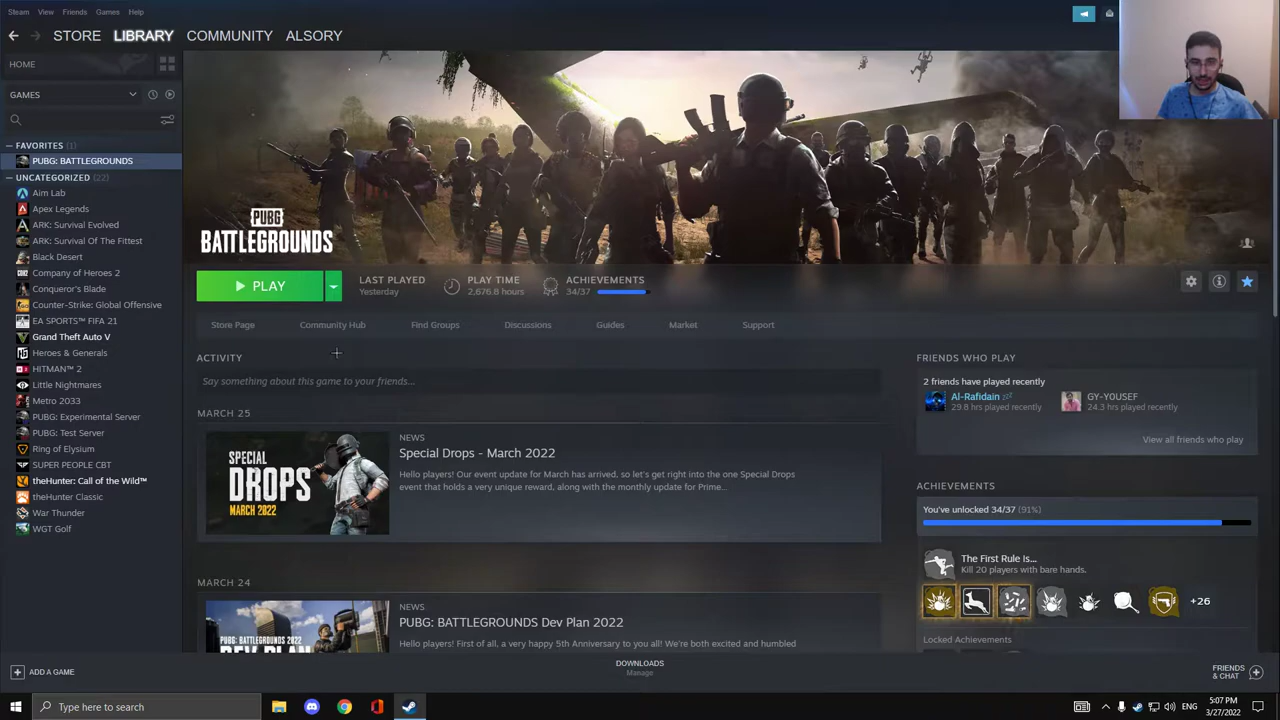 Steam View Friends Games Help
STORE LIBRARY COMMUNITY ALSORY
HOME
GAMES
FAVORITES (1)
PUBG: BATTLEGROUNDS
UNCATEGORIZED (22)
Aim Lab
Apex Legends
ARK: Survival Evolved
ARK: Survival Of The Fittest
Black Desert
Company of Heroes 2
Conqueror's Blade
Counter-Strike: Global Offensive
EA SPORTS™ FIFA 21
Grand Theft Auto V
Heroes & Generals
HITMAN™ 2
Little Nightmares
Metro 2033
PUBG: Experimental Server
PUBG: Test Server
Ring of Elysium
SUPER PEOPLE CBT
theHunter: Call of the Wild™
theHunter Classic
War Thunder
WGT Golf
ADD A GAME
PUBG
BATTLEGROUNDS
PLAY
LAST PLAYED
Yesterday
PLAY TIME
2,676.8 hours
ACHIEVEMENTS
34/37
Store Page Community Hub Find Groups Discussions Guides Market Support
ACTIVITY
Say something about this game to your friends...
MARCH 25
SPECIAL
DROPS
MARCH 2022
NEWS
Special Drops - March 2022
Hello players! Our event update for March has arrived, so let's get right into the one Special Drops
event that holds a very unique reward, along with the monthly update for Prime...
MARCH 24
PUBG: BATTLEGROUNDS 2022
DEV PLAN
NEWS
PUBG: BATTLEGROUNDS Dev Plan 2022
Hello players! First of all, a very happy 5th Anniversary to you all! We're both excited and humbled
FRIENDS WHO PLAY
2 friends have played recently
Al-Rafidain zz
29.8 hrs played recently
GY-YOUSEF
24.3 hrs played recently
View all friends who play
ACHIEVEMENTS
You've unlocked 34/37 (91%)
The First Rule Is...
Kill 20 players with bare hands.
+26
Locked Achievements
DOWNLOADS
Manage
FRIENDS
& CHAT
Type here to search
ENG
5:07 PM
3/27/2022